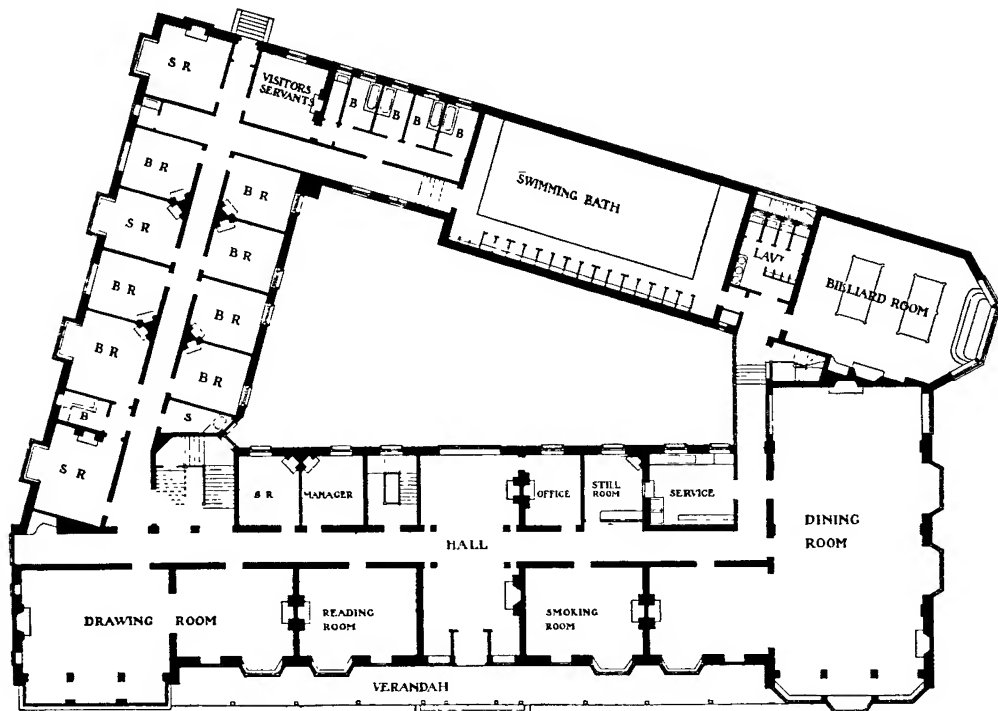 S R
VISITORS
SERVANTS
B
B
B
B
B R
B R
S R
B R
B R
B R
B R
B R
B
S
S R
SWIMMING BATH
LAVY
BILLIARD ROOM
S R
MANAGER
OFFICE
STILL
ROOM
SERVICE
HALL
DINING
ROOM
DRAWING ROOM
READING
ROOM
SMOKING
ROOM
VERANDAH